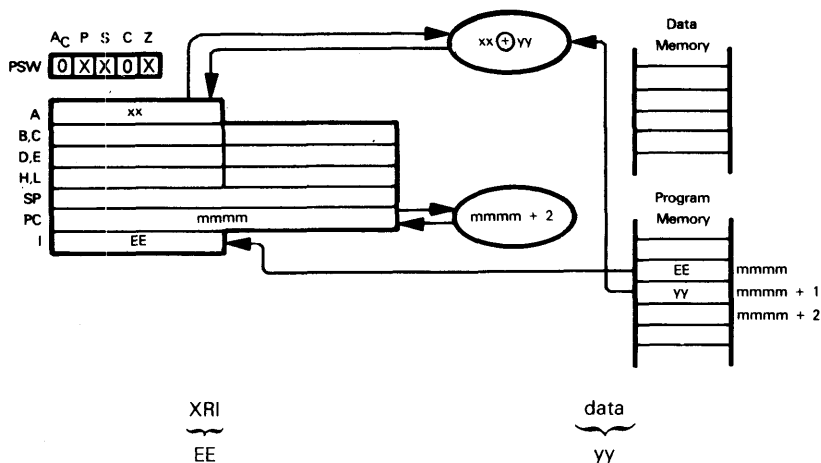 A_C P S C Z
PSW 0 X X 0 X
xx ⊕ yy
Data
Memory
A xx
B,C
D,E
H,L
SP
PC mmmm
mmmm + 2
I EE
Program
Memory
EE mmmm
yy mmmm + 1
mmmm + 2
XRI data
EE yy